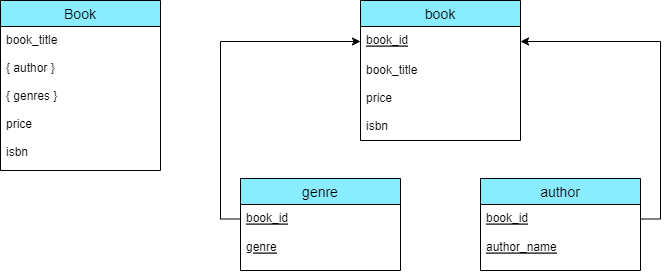 Book
book_title
{ author }
{ genres }
price
isbn
book
book_id
book_title
price
isbn
genre
book_id
genre
author
book_id
author_name